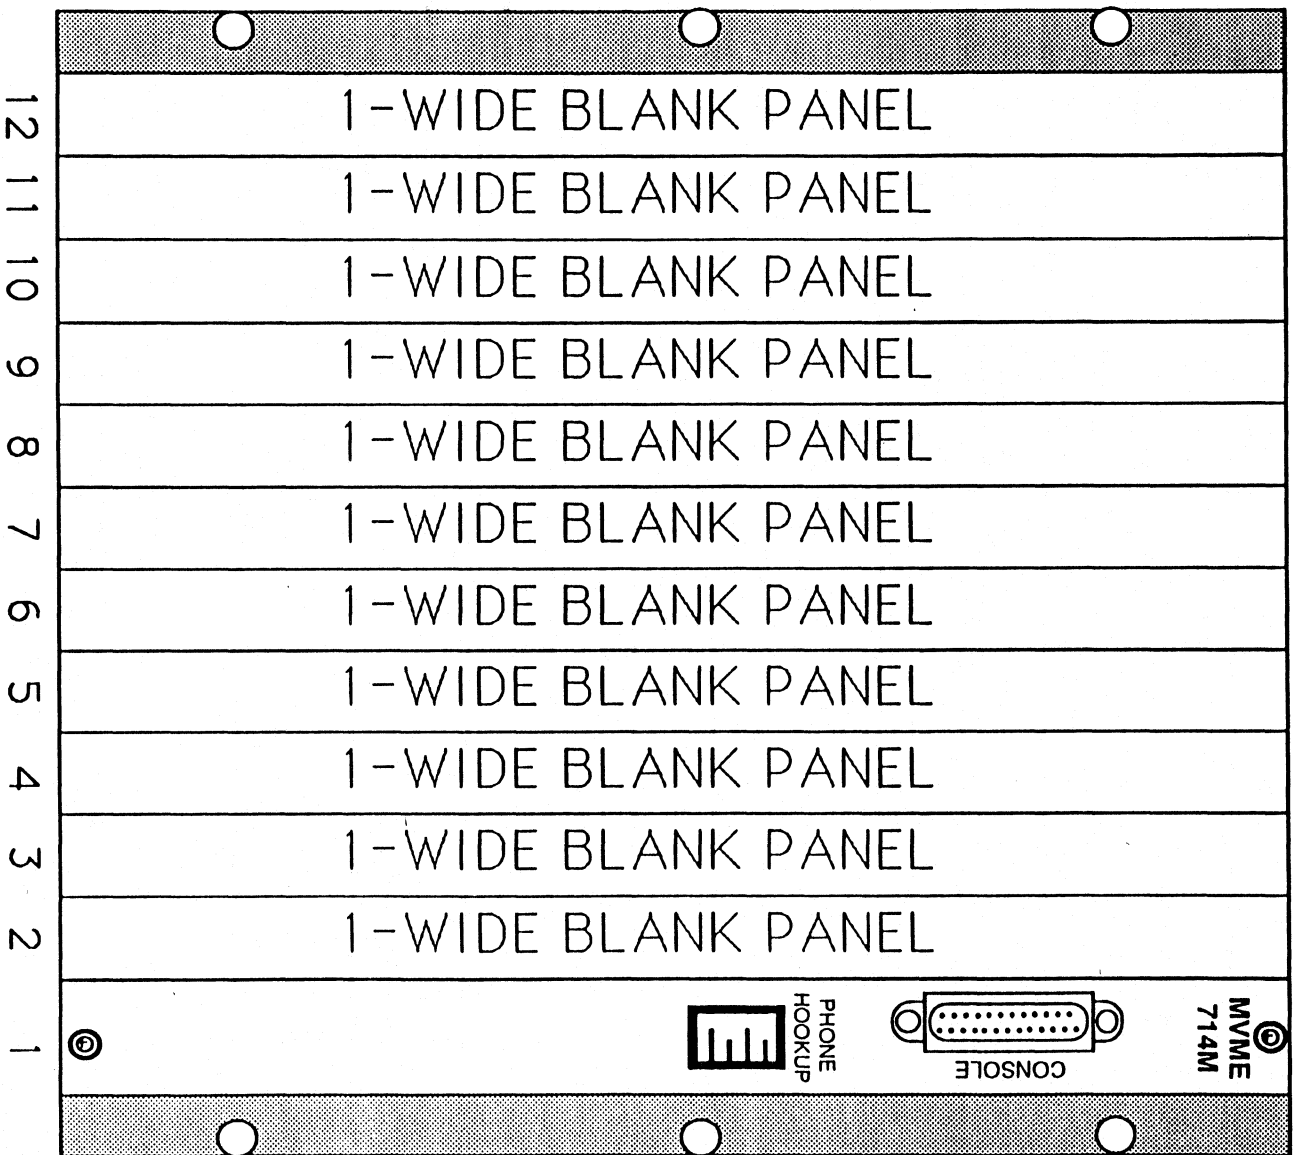 12
1-WIDE BLANK PANEL
11
1-WIDE BLANK PANEL
10
1-WIDE BLANK PANEL
9
1-WIDE BLANK PANEL
8
1-WIDE BLANK PANEL
7
1-WIDE BLANK PANEL
6
1-WIDE BLANK PANEL
5
1-WIDE BLANK PANEL
4
1-WIDE BLANK PANEL
3
1-WIDE BLANK PANEL
2
1-WIDE BLANK PANEL
1
PHONE
HOOKUP
CONSOLE
MVME
714M